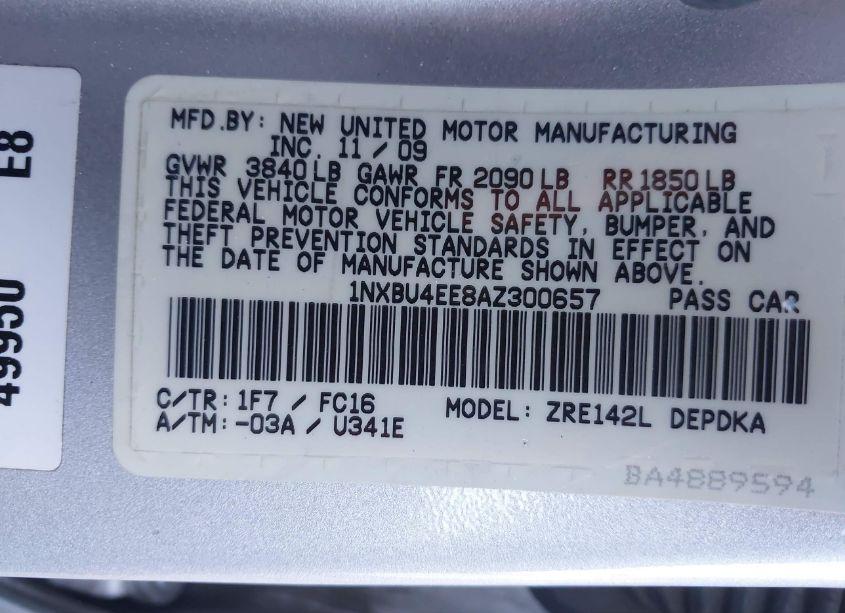 MFD.BY: NEW UNITED MOTOR MANUFACTURING
INC. 11 / 09
GVWR 3840 LB GAWR FR 2090 LB RR 1850 LB
THIS VEHICLE CONFORMS TO ALL APPLICABLE
FEDERAL MOTOR VEHICLE SAFETY, BUMPER, AND
THEFT PREVENTION STANDARDS IN EFFECT ON
THE DATE OF MANUFACTURE SHOWN ABOVE.
1NXBU4EE8AZ300657 PASS CAR
C/TR: 1F7 / FC16
A/TM: -03A / U341E
MODEL: ZRE142L DEPDKA
BA4889594
E8